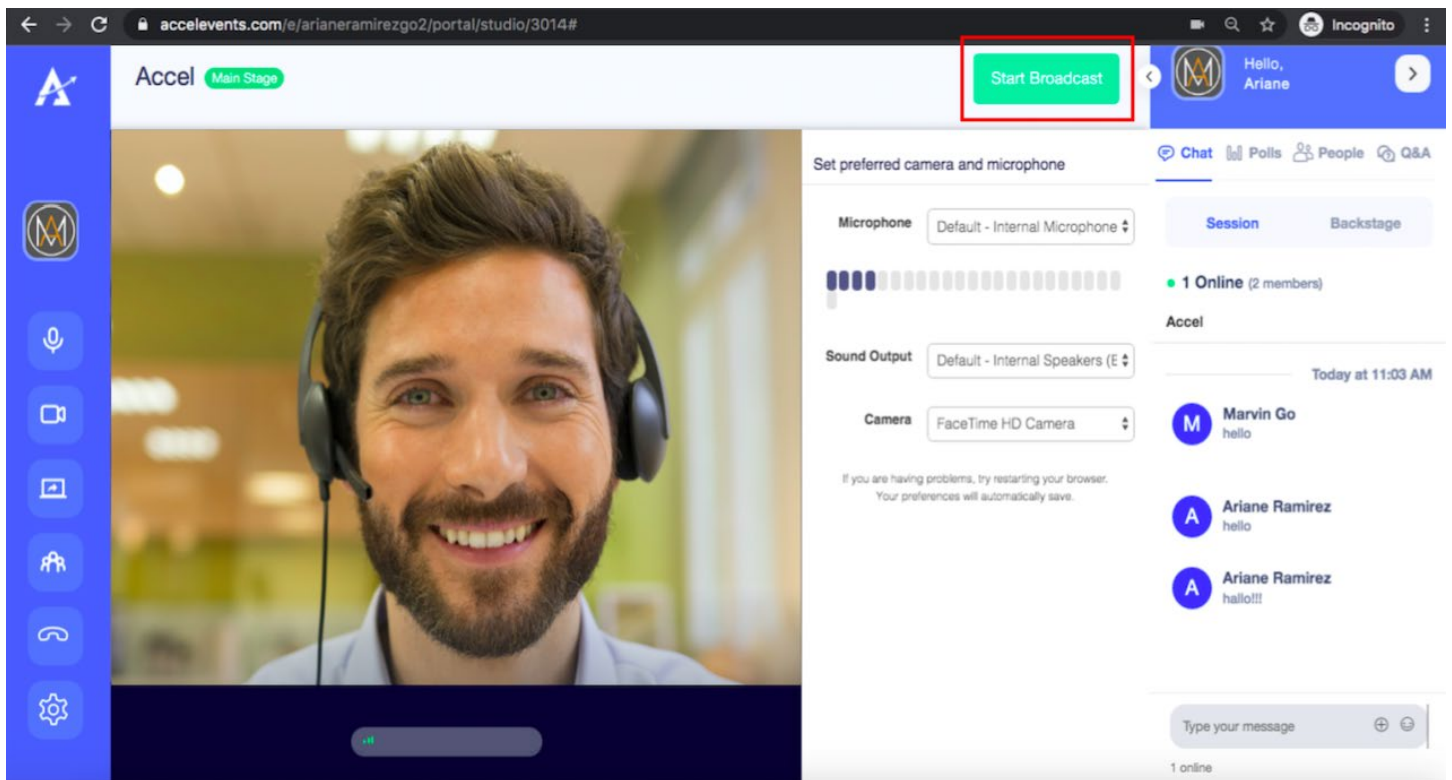 accelevents.com/e/arianeramirezgo2/portal/studio/3014#
Incognito
Accel
Main Stage
Start Broadcast
Hello,
Ariane
Set preferred camera and microphone
Microphone
Default - Internal Microphone
Sound Output
Default - Internal Speakers (E
Camera
FaceTime HD Camera
If you are having problems, try restarting your browser.
Your preferences will automatically save.
Chat
Polls
People
Q&A
Session
Backstage
1 Online (2 members)
Accel
Today at 11:03 AM
M
Marvin Go
hello
A
Ariane Ramirez
hello
A
Ariane Ramirez
hallo!!!
Type your message
1 online